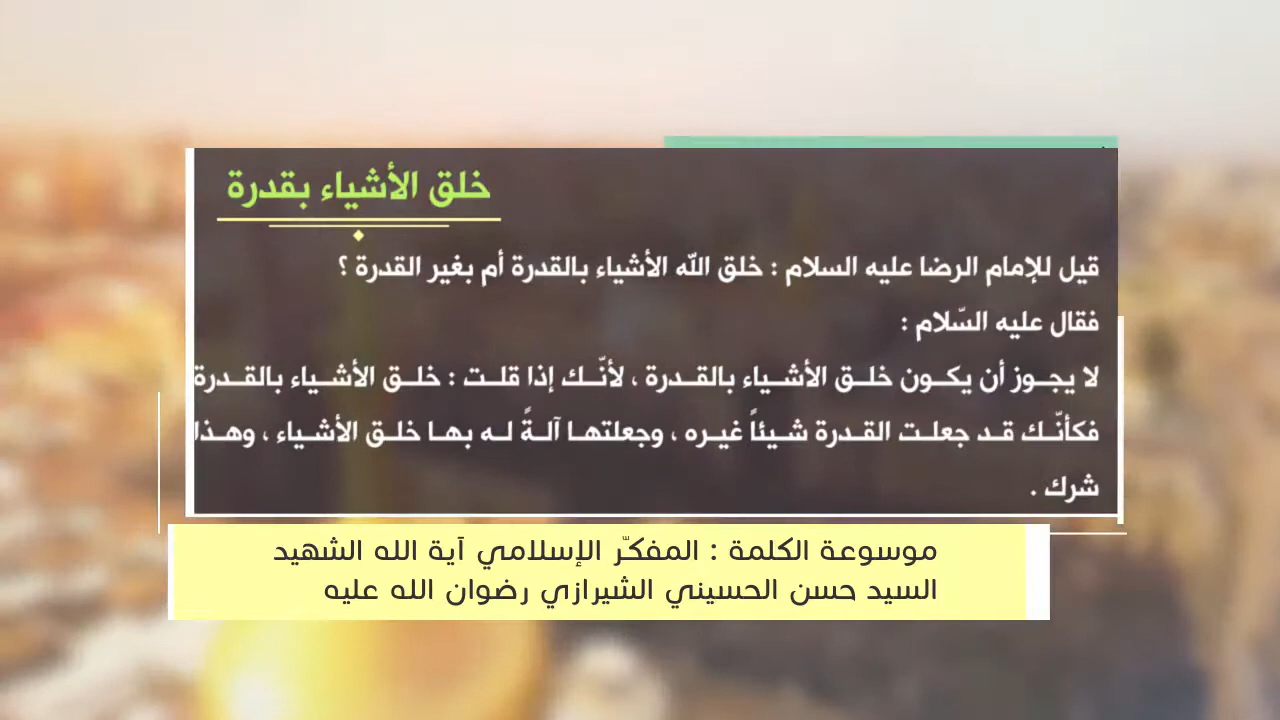 خلق الأشياء بقدرة
قيل للإمام الرضا عليه السلام : خلق الله الأشياء بالقدرة أم بغير القدرة ؟
فقال عليه السّلام :
لا يجـوز أن يكـون خلـق الأشـياء بالقـدرة ، لأنّـك إذا قلـت : خلـق الأشـياء بالقـدرة
فكأنّـك قـد جعلـت القـدرة شـيئاً غيـره ، وجعلتهـا آلـةً لـه بهـا خلـق الأشـياء ، وهـذا
شرك .
موسوعة الكلمة : المفكّر الإسلامي آية الله الشهيد
السيد حسن الحسيني الشيرازي رضوان الله عليه